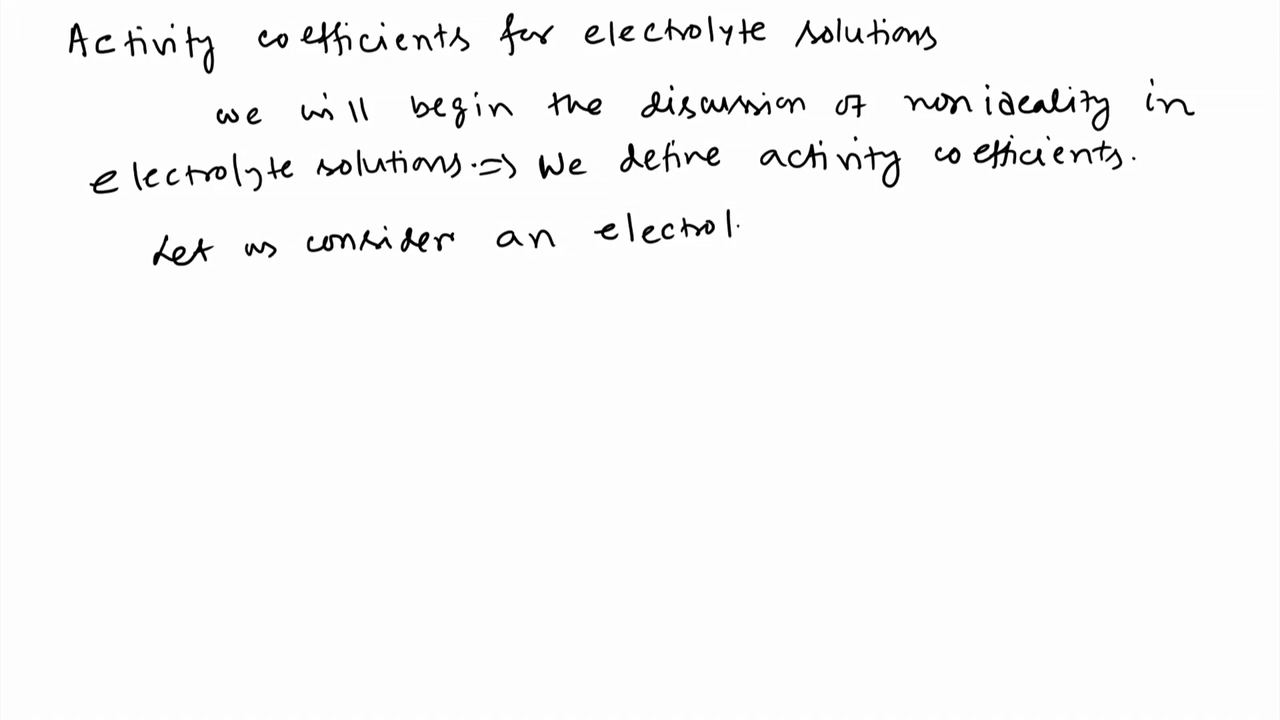 Activity coefficients for electrolyte solutions
we will begin the discussion of nonideality in
electrolyte solutions. => We define activity coefficients.
Let us consider an electrol